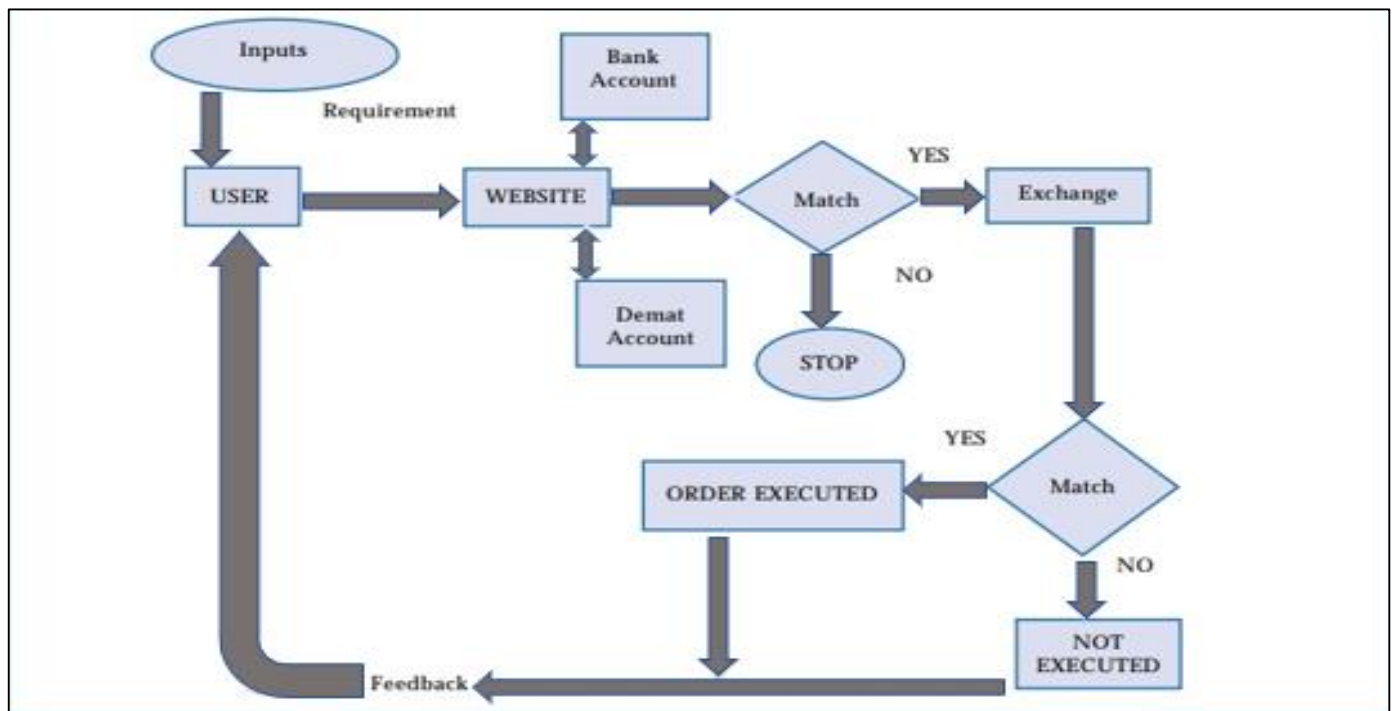 Inputs
Bank
Account
Requirement
USER
WEBSITE
Match
YES
Exchange
NO
Demat
Account
STOP
YES
ORDER EXECUTED
Match
NO
NOT
EXECUTED
Feedback